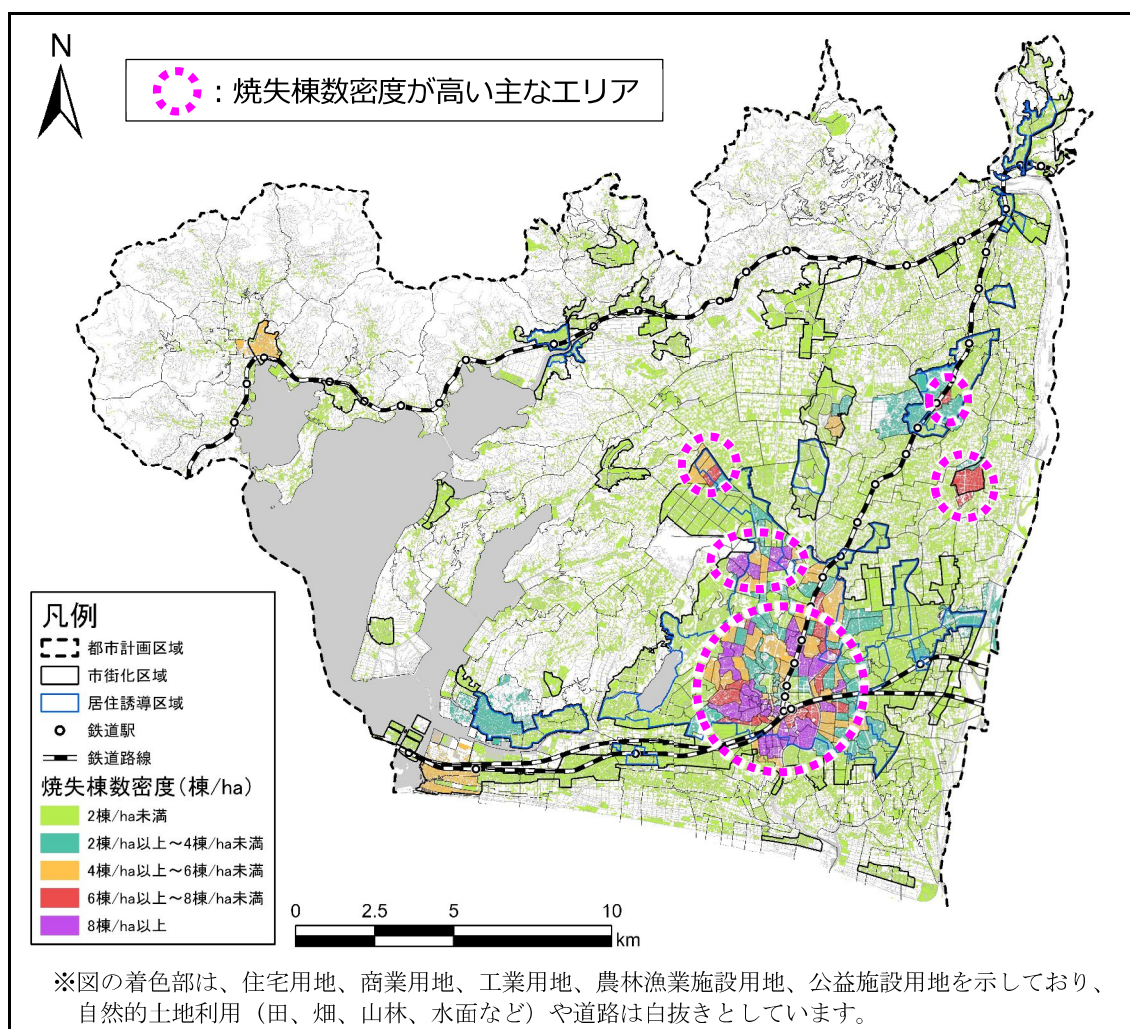 N
：焼失棟数密度が高い主なエリア
凡例
都市計画区域
市街化区域
居住誘導区域
鉄道駅
鉄道路線
焼失棟数密度(棟/ha)
2棟/ha未満
2棟/ha以上～4棟/ha未満
4棟/ha以上～6棟/ha未満
6棟/ha以上～8棟/ha未満
8棟/ha以上
0 2.5 5 10
km
※図の着色部は、住宅用地、商業用地、工業用地、農林漁業施設用地、公益施設用地を示しており、
自然的土地利用（田、畑、山林、水面など）や道路は白抜きとしています。